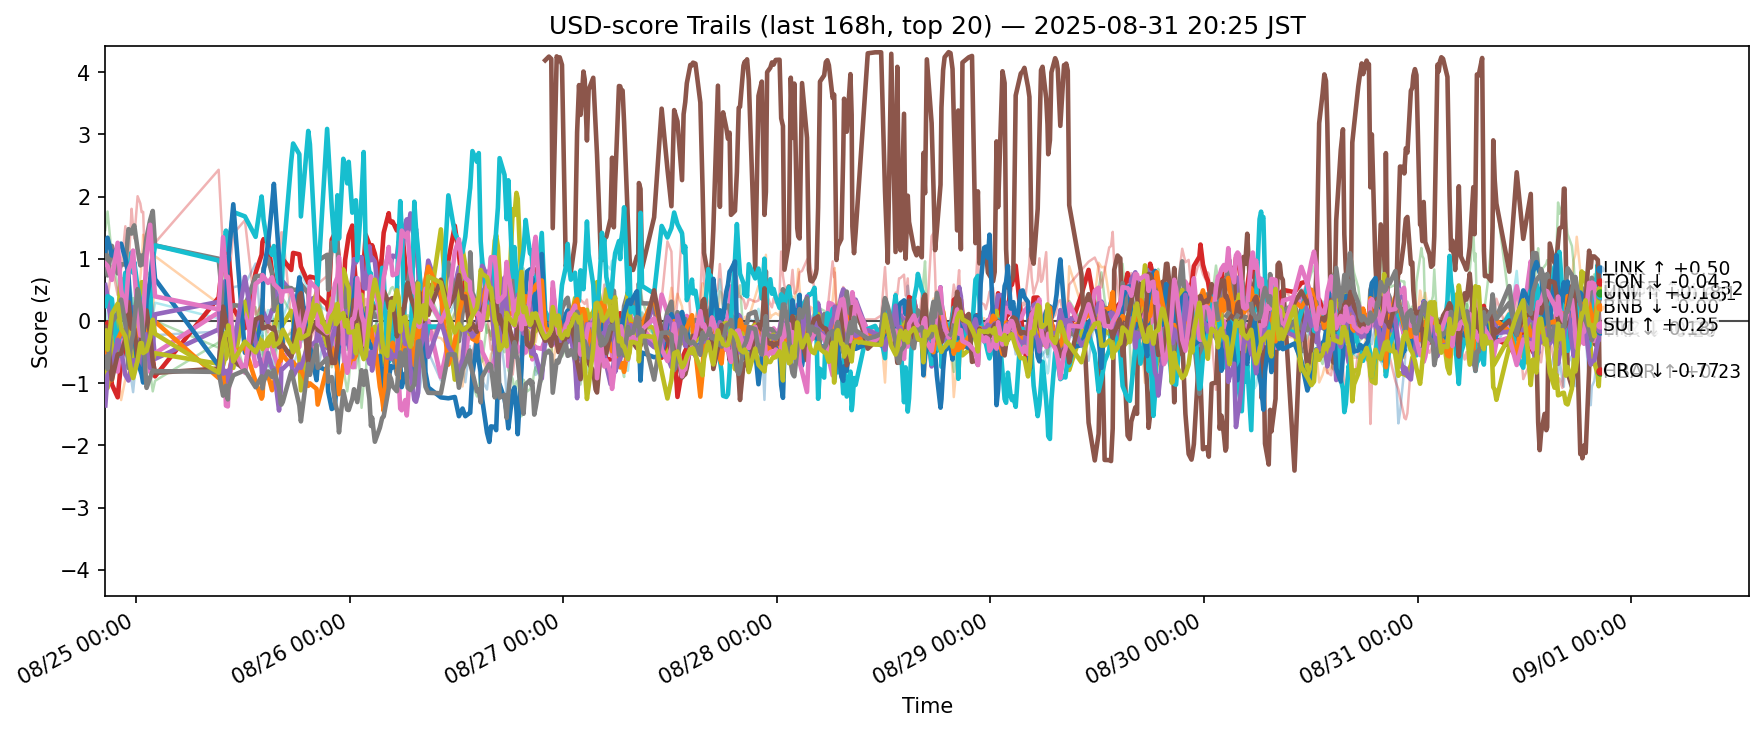 USD-score Trails (last 168h, top 20) — 2025-08-31 20:25 JST
Score (z)
4
3
2
1
0
−1
−2
−3
−4
LINK ↑ +0.50
TON ↓ -0.04
BNB ↓ -0.00
SUI ↑ +0.25
CRO ↓ -0.77
08/25 00:00
08/26 00:00
08/27 00:00
08/28 00:00
08/29 00:00
08/30 00:00
08/31 00:00
09/01 00:00
Time